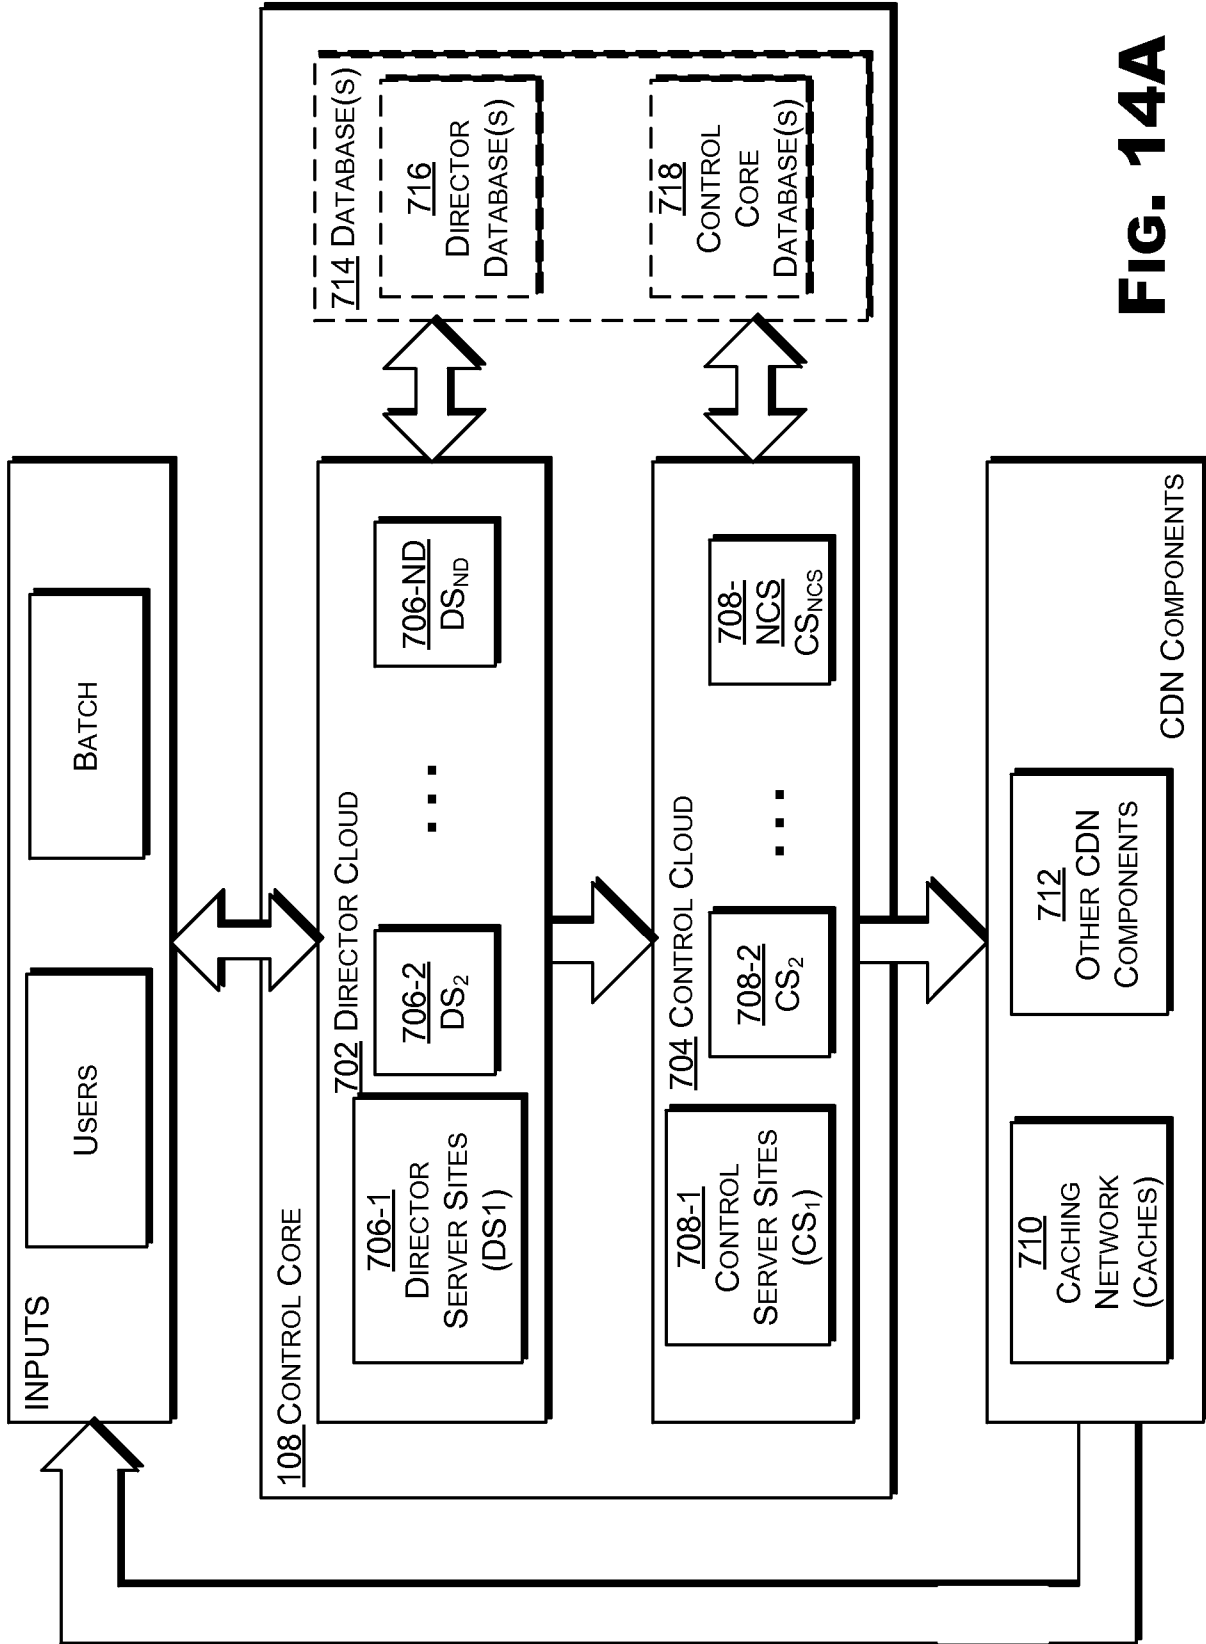 INPUTS
USERS
BATCH
108 CONTROL CORE
702 DIRECTOR CLOUD
706-1
DIRECTOR
SERVER SITES
(DS1)
706-2
DS2
...
706-ND
DSND
704 CONTROL CLOUD
708-1
CONTROL
SERVER SITES
(CS1)
708-2
CS2
...
708-
NCS
CSNCS
714 DATABASE(S)
716
DIRECTOR
DATABASE(S)
718
CONTROL
CORE
DATABASE(S)
710
CACHING
NETWORK
(CACHES)
712
OTHER CDN
COMPONENTS
CDN COMPONENTS
FIG. 14A